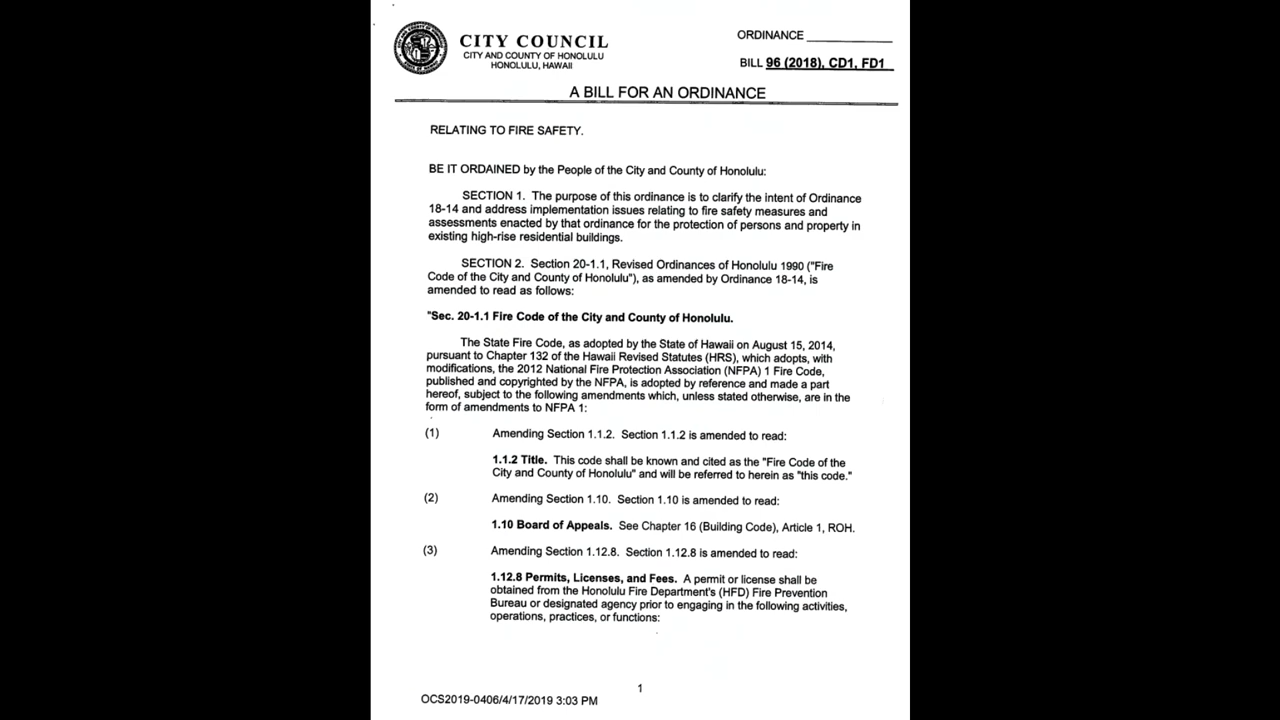 CITY COUNCIL
CITY AND COUNTY OF HONOLULU
HONOLULU, HAWAII
ORDINANCE ____________
BILL 96 (2018), CD1, FD1
A BILL FOR AN ORDINANCE
RELATING TO FIRE SAFETY.
BE IT ORDAINED by the People of the City and County of Honolulu:
SECTION 1. The purpose of this ordinance is to clarify the intent of Ordinance
18-14 and address implementation issues relating to fire safety measures and
assessments enacted by that ordinance for the protection of persons and property in
existing high-rise residential buildings.
SECTION 2. Section 20-1.1, Revised Ordinances of Honolulu 1990 ("Fire
Code of the City and County of Honolulu"), as amended by Ordinance 18-14, is
amended to read as follows:
"Sec. 20-1.1 Fire Code of the City and County of Honolulu.
The State Fire Code, as adopted by the State of Hawaii on August 15, 2014,
pursuant to Chapter 132 of the Hawaii Revised Statutes (HRS), which adopts, with
modifications, the 2012 National Fire Protection Association (NFPA) 1 Fire Code,
published and copyrighted by the NFPA, is adopted by reference and made a part
hereof, subject to the following amendments which, unless stated otherwise, are in the
form of amendments to NFPA 1:
(1) Amending Section 1.1.2. Section 1.1.2 is amended to read:
1.1.2 Title. This code shall be known and cited as the "Fire Code of the
City and County of Honolulu" and will be referred to herein as "this code."
(2) Amending Section 1.10. Section 1.10 is amended to read:
1.10 Board of Appeals. See Chapter 16 (Building Code), Article 1, ROH.
(3) Amending Section 1.12.8. Section 1.12.8 is amended to read:
1.12.8 Permits, Licenses, and Fees. A permit or license shall be
obtained from the Honolulu Fire Department's (HFD) Fire Prevention
Bureau or designated agency prior to engaging in the following activities,
operations, practices, or functions:
1
OCS2019-0406/4/17/2019 3:03 PM